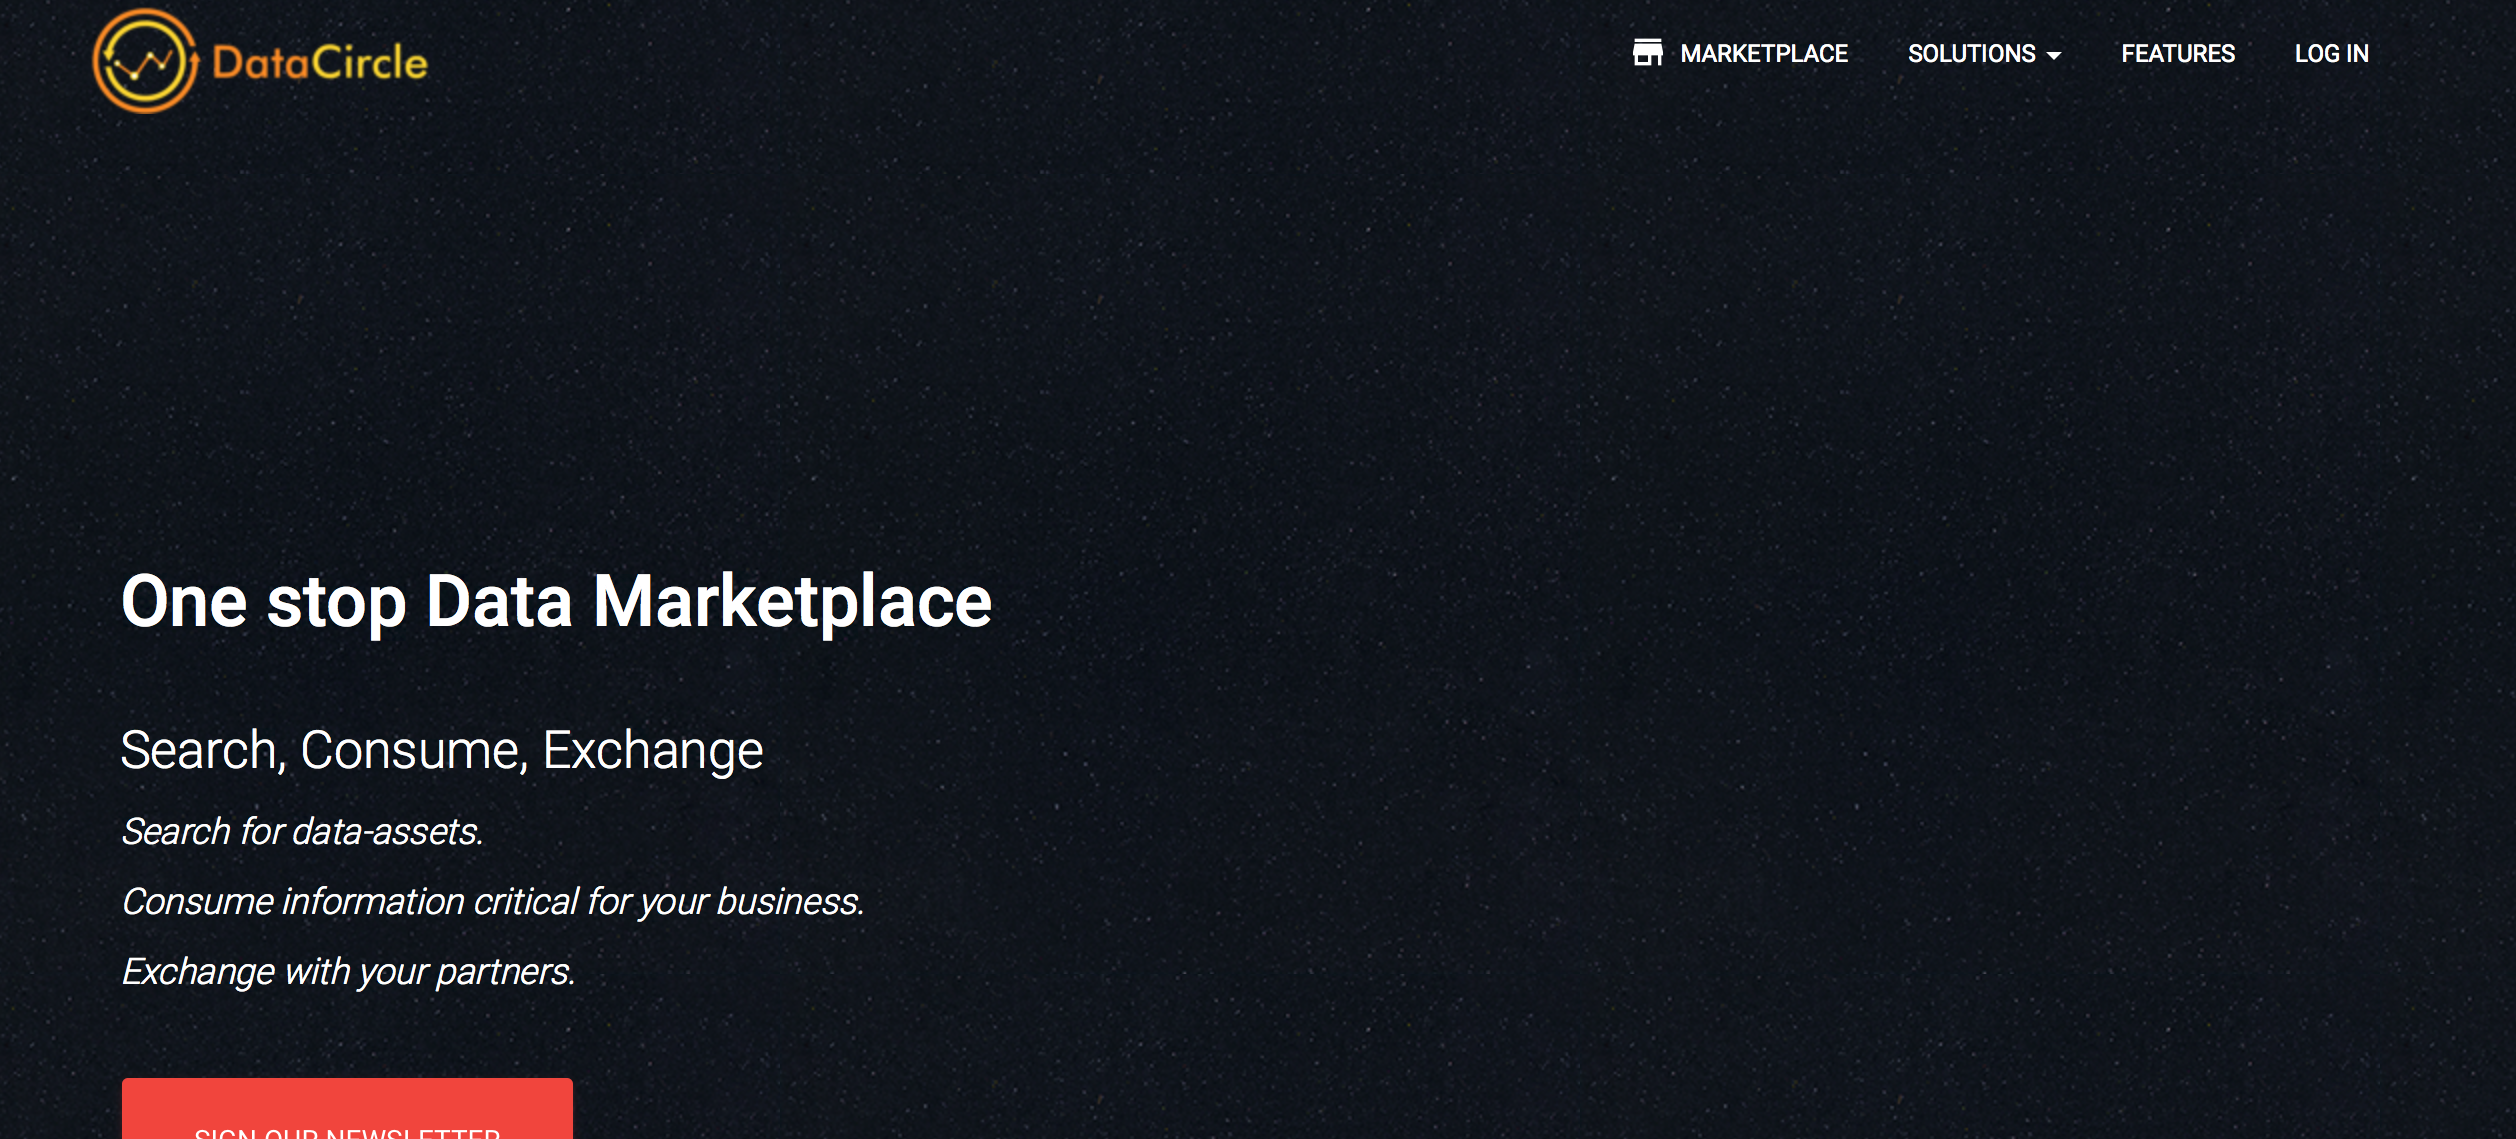 DataCircle
MARKETPLACE
SOLUTIONS
FEATURES
LOG IN
One stop Data Marketplace
Search, Consume, Exchange
Search for data-assets.
Consume information critical for your business.
Exchange with your partners.
SIGN OUR NEWSLETTER